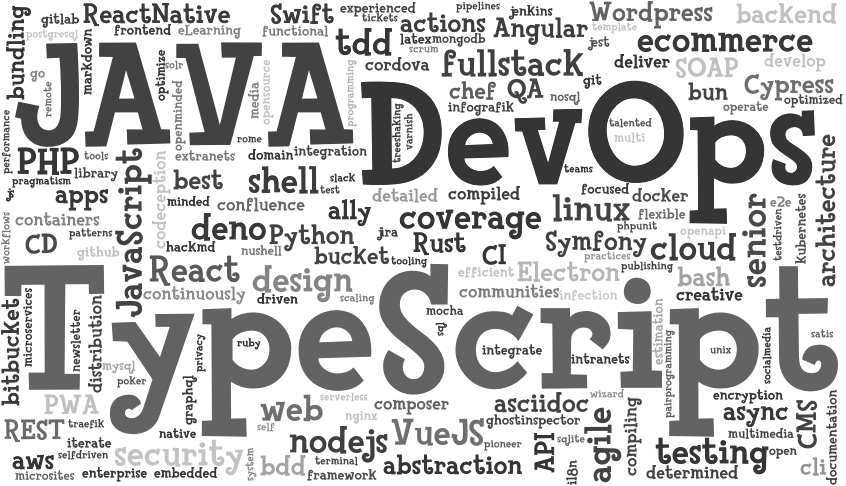 gitlab
ReactNative
Swift
experienced
pipelines
jenkins
Wordpress
backend
tickets
actions
Angular
template
postgresql
frontend
eLearning
functional
tdd
latex
mongodb
scrum
jest
ecommerce
bundling
markdown
optimize
solr
cordova
fullstack
git
deliver
SOAP
develop
go
remote
JAVA
openminded
media
opensource
programming
chef
QA
nosql
bun
Cypress
infografik
operate
optimized
DevOps
treeshaking
varnish
talented
multi
performance
rome
PHP
tools
extranets
domain
integration
teams
library
pragmatism
best
shell
slack
test
detailed
compiled
focused
docker
senior
e2e
architecture
apps
JavaScript
codeception
minded
confluence
ally
coverage
linux
flexible
testdriven
kubernetes
workflows
containers
deno
Python
jra
phpunit
openapi
CD
patterns
hackmd
nushell
Rust
CI
Symfony
cloud
github
bucket
tooling
practices
React
design
efficient
Electron
publishing
bash
continuously
driven
scaling
communities
infection
creative
bitbucket
microservices
TypeScript
newsletter
distribution
mocha
sql
estimation
privacy
ruby
integrate
intranets
pairprogramming
unix
socialmedia
satis
mysql
poker
graphql
PWA
serverless
wizard
encryption
web
composer
asciidoc
async
CMS
documentation
REST
traefik
native
self
nginx
ghostinspector
agile
compiling
multimedia
iterate
nodejs
VueJS
pioneer
API
sqlite
testing
open
selfdriven
security
system
aws
bdd
terminal
abstraction
i18n
determined
cli
microsites
enterprise
embedded
framework